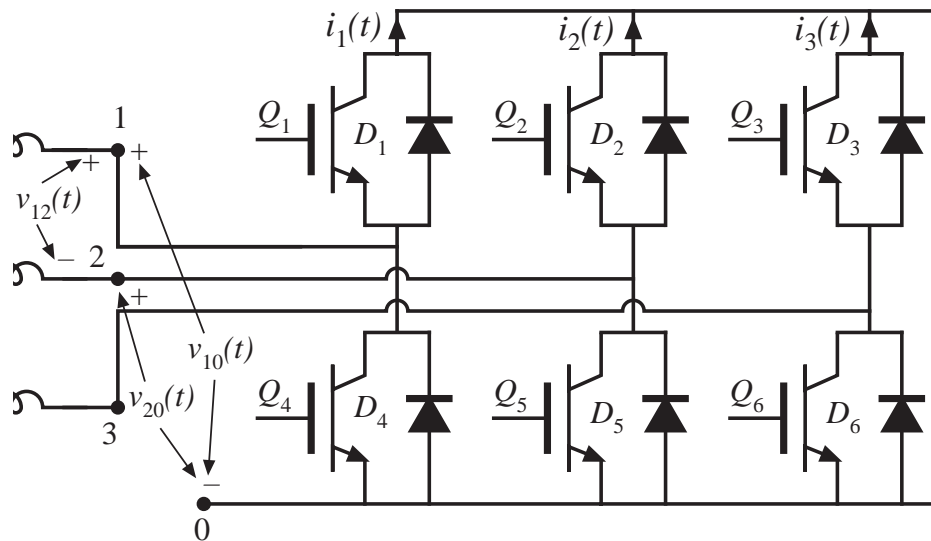 i₁(t) i₂(t) i₃(t)
Q₁ D₁ Q₂ D₂ Q₃ D₃
1
+ +
v₁₂(t)
− 2
+
v₁₀(t)
v₂₀(t)
Q₄ D₄ Q₅ D₅ Q₆ D₆
3
−
0